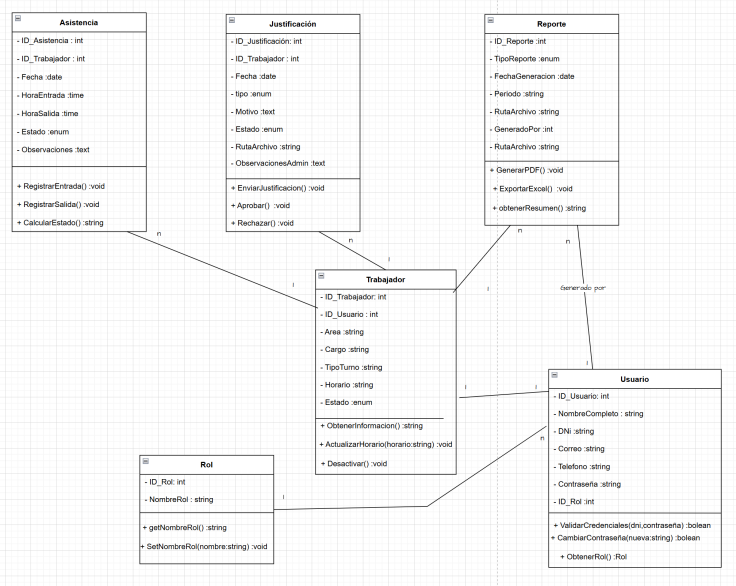 Asistencia
- ID_Asistencia : int
- ID_Trabajador : int
- Fecha :date
- HoraEntrada :time
- HoraSalida :time
- Estado :enum
- Observaciones :text
+ RegistrarEntrada() :void
+ RegistrarSalida() :void
+ CalcularEstado() :string
Justificación
- ID_Justificación: int
- ID_Trabajador : int
- Fecha :date
- tipo :enum
- Motivo :text
- Estado :enum
- RutaArchivo :string
- ObservacionesAdmin :text
+ EnviarJustificacion() :void
+ Aprobar() :void
+ Rechazar() :void
Reporte
- ID_Reporte :int
- TipoReporte :enum
- FechaGeneracion :date
- Periodo :string
- RutaArchivo :string
- GeneradoPor :int
- RutaArchivo :string
+ GenerarPDF() :void
+ ExportarExcel() :void
+ obtenerResumen() :string
n
n
n
n
I
I
I
Generado por
I
Trabajador
- ID_Trabajador: int
- ID_Usuario : int
- Area :string
- Cargo :string
- TipoTurno :string
- Horario :string
- Estado :enum
+ ObtenerInformacion() :string
+ ActualizarHorario(horario:string) :void
+ Desactivar() :void
I
I
Usuario
- ID_Usuario: int
- NombreCompleto : string
- DNi :string
- Correo :string
- Telefono :string
- Contraseña :string
- ID_Rol :int
+ ValidarCredenciales(dni,contraseña) :bolean
+ CambiarContraseña(nueva:string) :bolean
+ ObtenerRol() :Rol
n
I
Rol
- ID_Rol: int
- NombreRol : string
+ getNombreRol() :string
+ SetNombreRol(nombre:string) :void